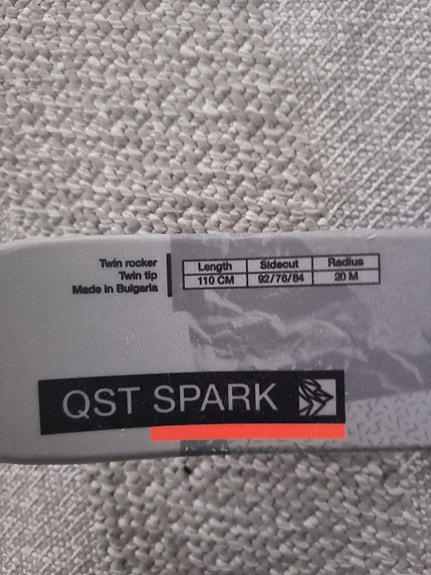 Twin rocker
Twin tip
Made in Bulgaria
Length Sidecut Radius
110 CM 92/76/84 20 M
QST SPARK